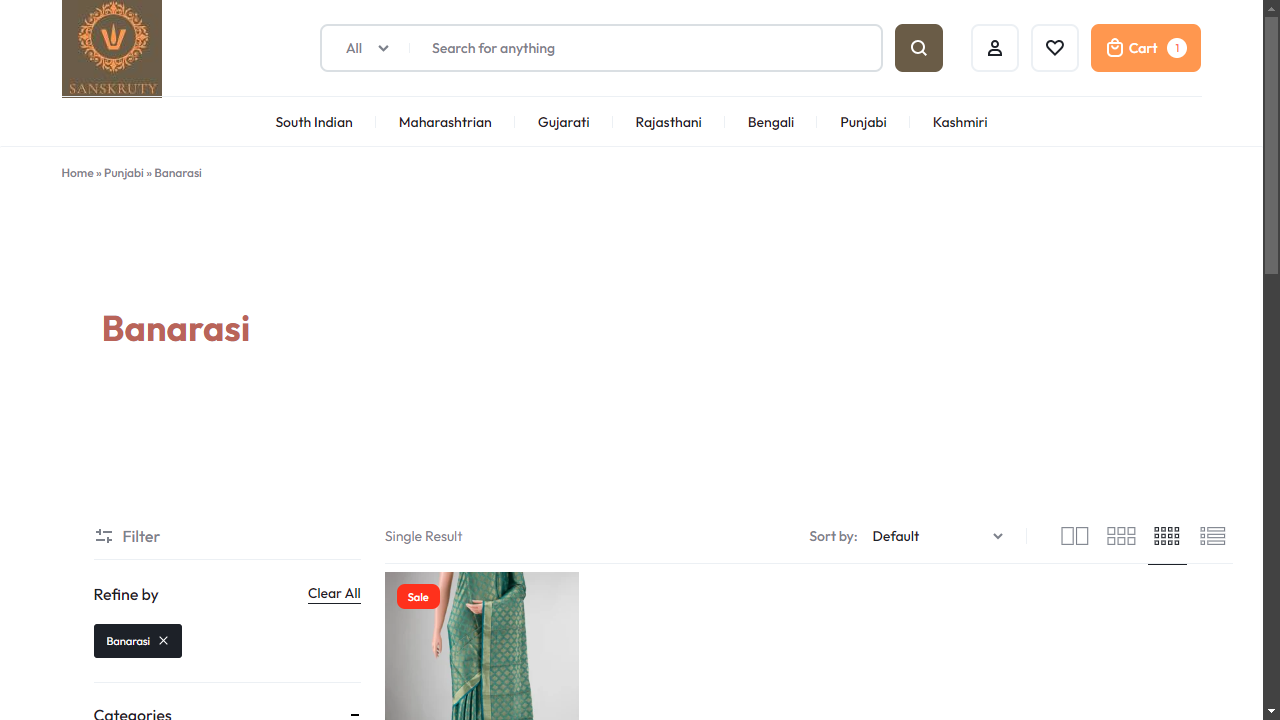 SANSKRUTY
All
Search for anything
Cart 1
South Indian
Maharashtrian
Gujarati
Rajasthani
Bengali
Punjabi
Kashmiri
Home » Punjabi » Banarasi
Banarasi
Filter
Single Result
Sort by: Default
Refine by
Clear All
Banarasi
Sale
Categories